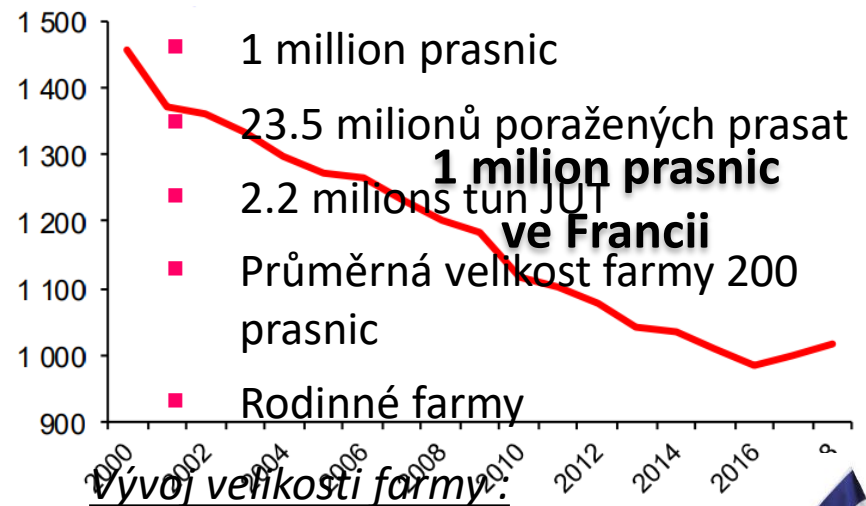 1 500
1 400
1 300
1 200
1 100
1 000
900
1 million prasnic
23.5 milionů poražených prasat
1 milion prasnic
2.2 milions tun JUT
ve Francii
Průměrná velikost farmy 200
prasnic
Rodinné farmy
2000 2002 2004 2006 2008 2010 2012 2014 2016
Vývoj velikosti farmy :